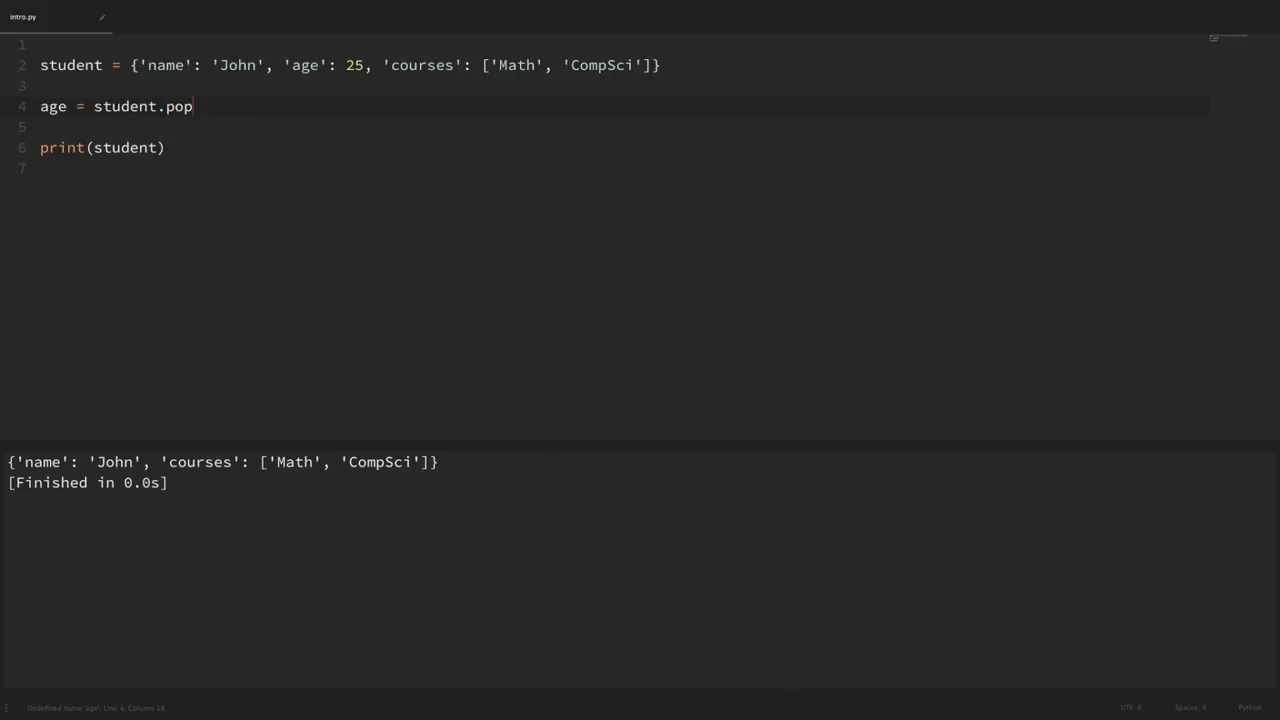 intro.py
1
2 student = {'name': 'John', 'age': 25, 'courses': ['Math', 'CompSci']}
3
4 age = student.pop
5
6 print(student)
7
{'name': 'John', 'courses': ['Math', 'CompSci']}
[Finished in 0.0s]
Undefined name 'age', Line 4, Column 16 UTF-8 Spaces: 4 Python